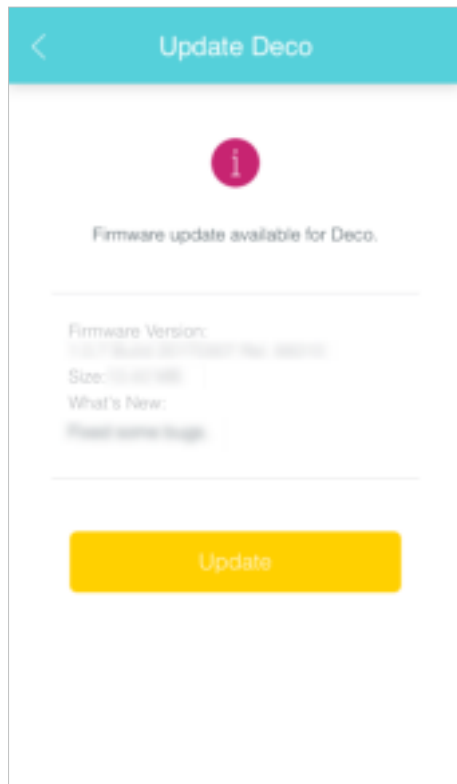 Update Deco
i
Firmware update available for Deco.
Firmware Version:
Size:
What's New:
Fixed some bugs.
Update